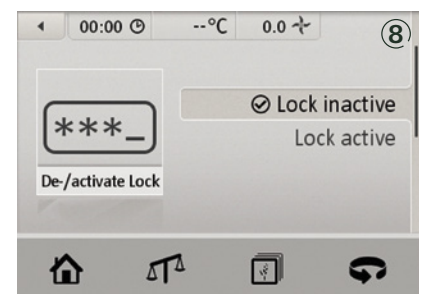 00:00 --°C 0.0 ⑧
Lock inactive
***_ Lock active
De-/activate Lock